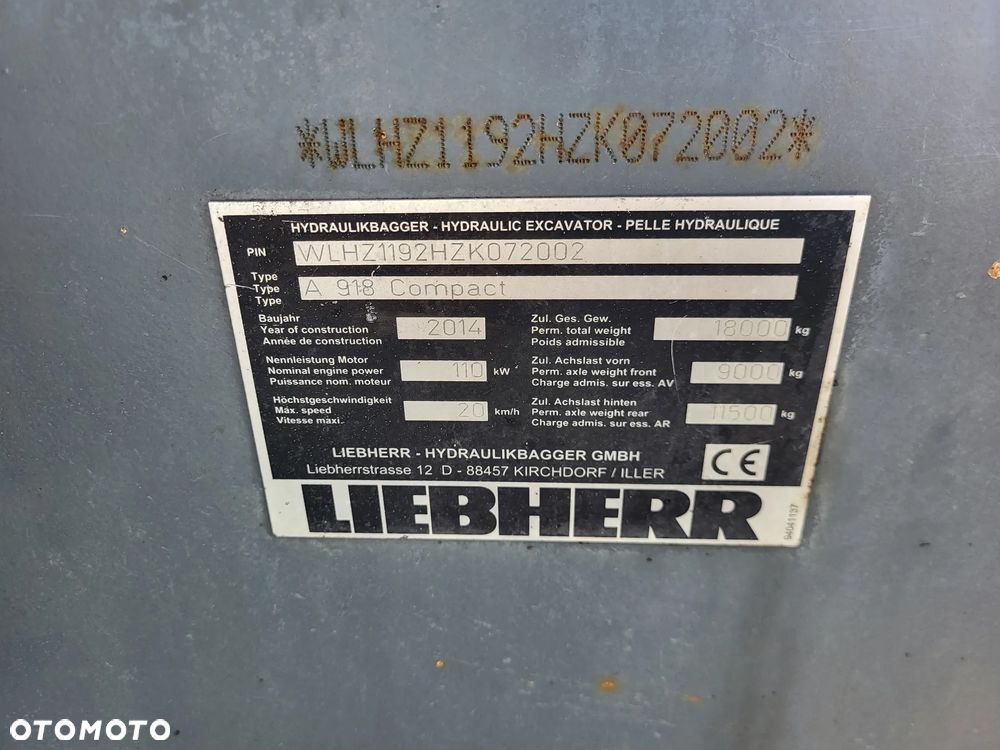 *WLHZ1192HZK072002*
HYDRAULIKBAGGER - HYDRAULIC EXCAVATOR - PELLE HYDRAULIQUE
PIN WLHZ1192HZK072002
Type
Type A 918 Compact
Type
Baujahr
Year of construction 2014
Année de construction
Zul. Ges. Gew.
Perm. total weight 18000 kg
Poids admissible
Nennleistung Motor
Nominal engine power 110 kW
Puissance nom. moteur
Zul. Achslast vorn
Perm. axle weight front 9000 kg
Charge admis. sur ess. AV
Höchstgeschwindigkeit
Max. speed 20 km/h
Vitesse maxi.
Zul. Achslast hinten
Perm. axle weight rear 11500 kg
Charge admis. sur ess. AR
LIEBHERR - HYDRAULIKBAGGER GMBH
Liebherrstrasse 12 D - 88457 KIRCHDORF / ILLER
CE
LIEBHERR
94041137
OTOMOTO